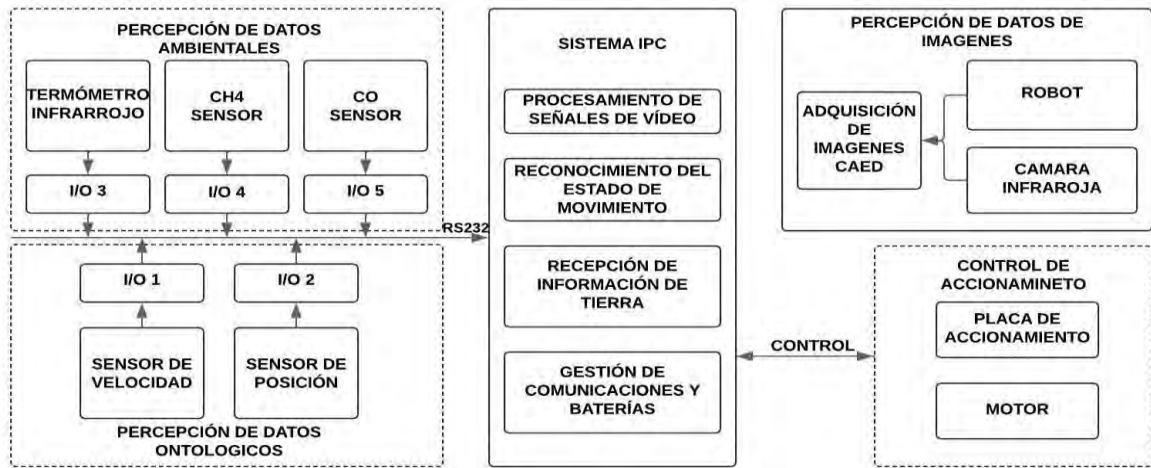 PERCEPCIÓN DE DATOS
AMBIENTALES
TERMÓMETRO
INFRARROJO
CH4
SENSOR
CO
SENSOR
I/O 3
I/O 4
I/O 5
RS232
I/O 1
I/O 2
SENSOR DE
VELOCIDAD
SENSOR DE
POSICIÓN
PERCEPCIÓN DE DATOS
ONTOLOGICOS
SISTEMA IPC
PROCESAMIENTO DE
SEÑALES DE VÍDEO
RECONOCIMIENTO DEL
ESTADO DE
MOVIMIENTO
RECEPCIÓN DE
INFORMACIÓN DE
TIERRA
GESTIÓN DE
COMUNICACIONES Y
BATERÍAS
PERCEPCIÓN DE DATOS DE
IMAGENES
ADQUISICIÓN
DE
IMAGENES
CAED
ROBOT
CAMARA
INFRAROJA
CONTROL
CONTROL DE
ACCIONAMINETO
PLACA DE
ACCIONAMIENTO
MOTOR